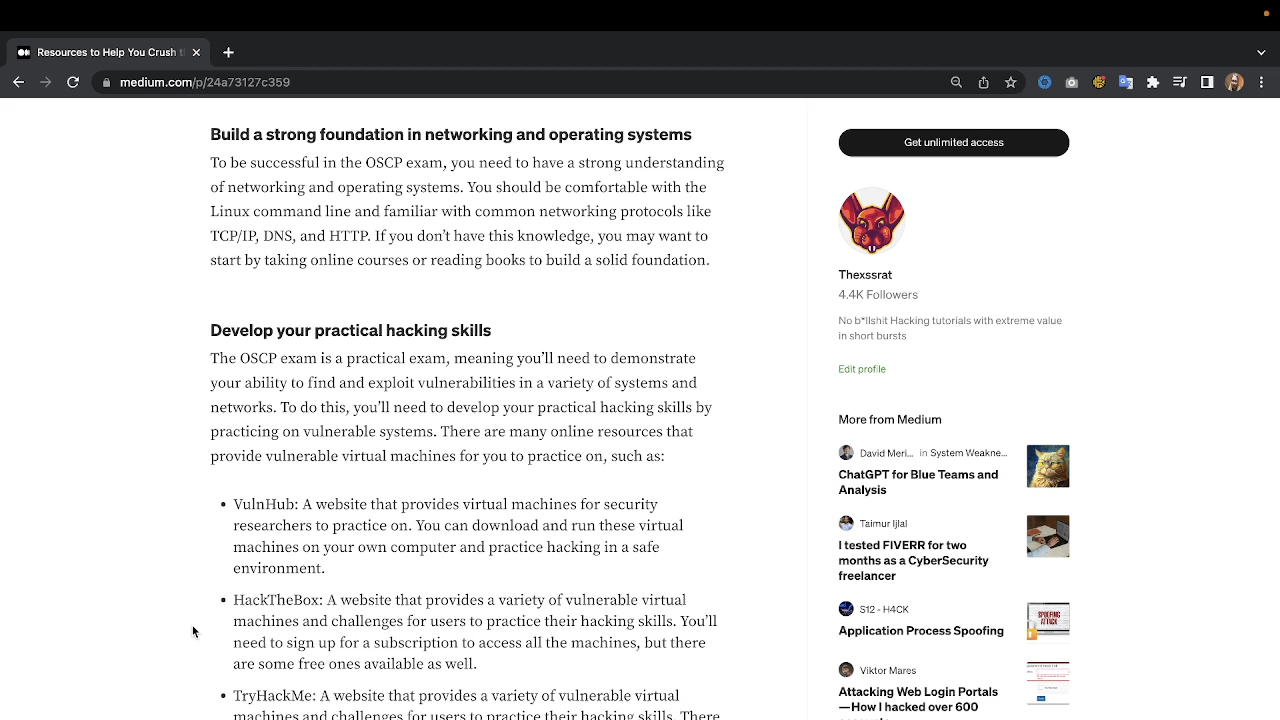 Resources to Help You Crush tl
medium.com/p/24a73127c359
Build a strong foundation in networking and operating systems
To be successful in the OSCP exam, you need to have a strong understanding
of networking and operating systems. You should be comfortable with the
Linux command line and familiar with common networking protocols like
TCP/IP, DNS, and HTTP. If you don’t have this knowledge, you may want to
start by taking online courses or reading books to build a solid foundation.
Develop your practical hacking skills
The OSCP exam is a practical exam, meaning you’ll need to demonstrate
your ability to find and exploit vulnerabilities in a variety of systems and
networks. To do this, you’ll need to develop your practical hacking skills by
practicing on vulnerable systems. There are many online resources that
provide vulnerable virtual machines for you to practice on, such as:
• VulnHub: A website that provides virtual machines for security
researchers to practice on. You can download and run these virtual
machines on your own computer and practice hacking in a safe
environment.
• HackTheBox: A website that provides a variety of vulnerable virtual
machines and challenges for users to practice their hacking skills. You’ll
need to sign up for a subscription to access all the machines, but there
are some free ones available as well.
• TryHackMe: A website that provides a variety of vulnerable virtual
machines and challenges for users to practice their hacking skills. There
Get unlimited access
Thexssrat
4.4K Followers
No b*llshit Hacking tutorials with extreme value
in short bursts
Edit profile
More from Medium
David Meri... in System Weakne...
ChatGPT for Blue Teams and
Analysis
Taimur Ijlal
I tested FIVERR for two
months as a CyberSecurity
freelancer
S12 - H4CK
Application Process Spoofing
SPOOFING
ATTACK
Viktor Mares
Attacking Web Login Portals
—How I hacked over 600